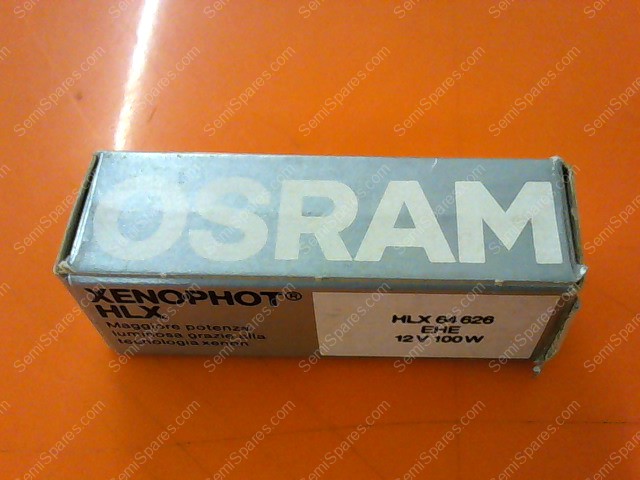 OSRAM
XENOPHOT®
HLX
Maggiore potenza
luminosa grazie alla
tecnologia xenon
HLX 64 626
EHE
12 V 100 W
SemiSpares.com